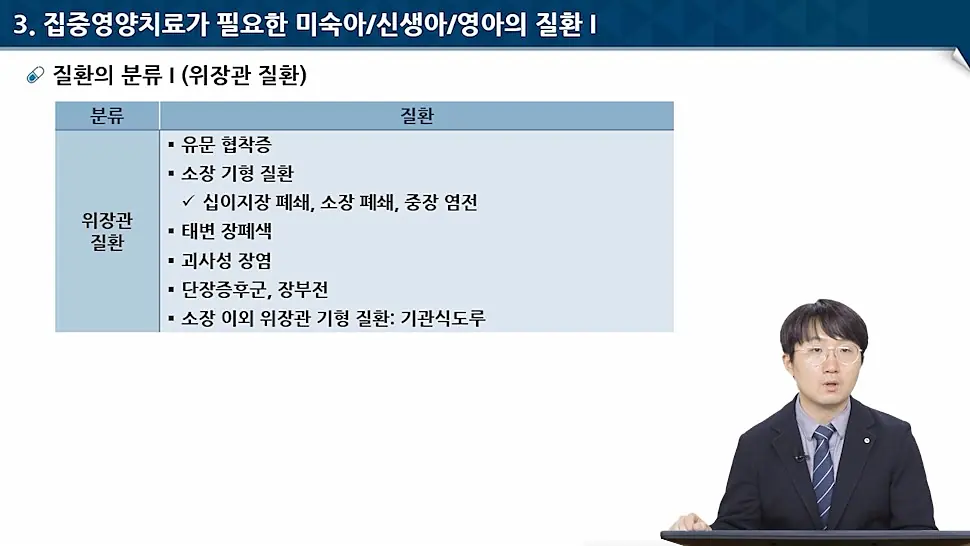 3. 집중영양치료가 필요한 미숙아/신생아/영아의 질환 I
질환의 분류 I (위장관 질환)
분류
질환
위장관
질환
▪ 유문 협착증
▪ 소장 기형 질환
✓ 십이지장 폐쇄, 소장 폐쇄, 중장 염전
▪ 태변 장폐색
▪ 괴사성 장염
▪ 단장증후군, 장부전
▪ 소장 이외 위장관 기형 질환: 기관식도루